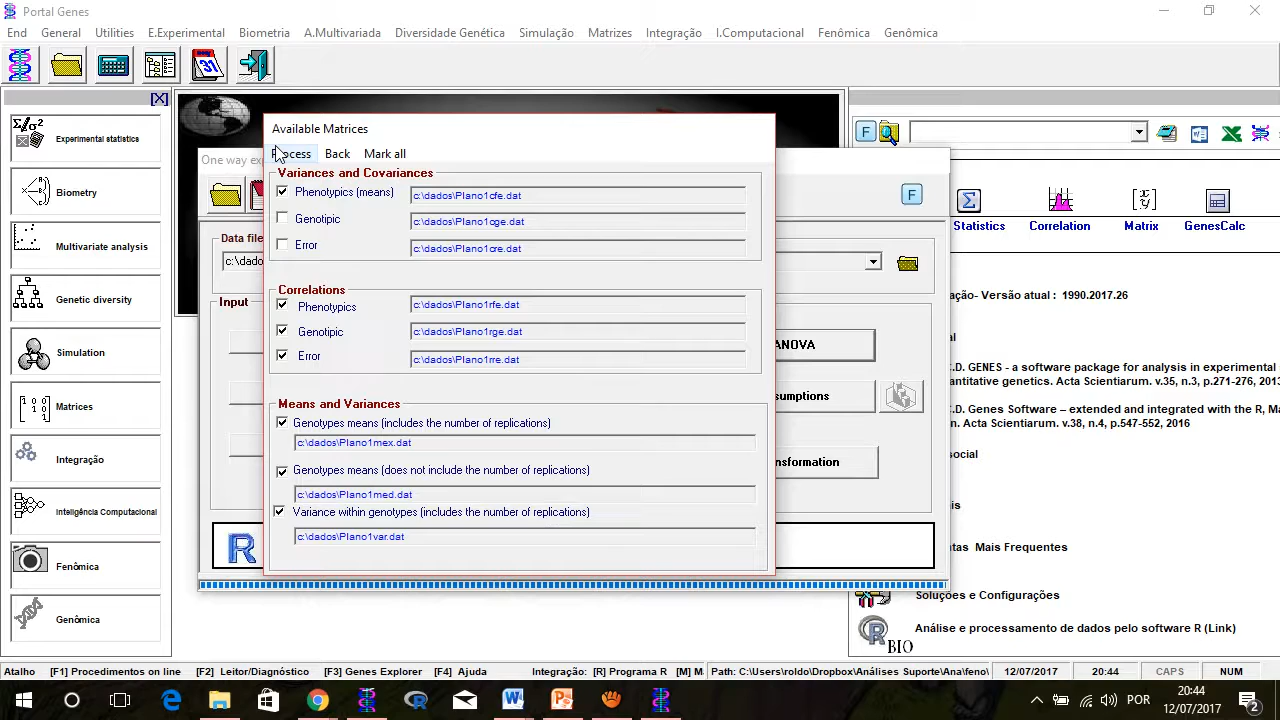 Portal Genes
End General Utilities E.Experimental Biometria A.Multivariada Diversidade Genética Simulação Matrizes Integração I.Computacional Fenômica Genômica
[X]
Experimental statistics
Biometry
Multivariate analysis
Genetic diversity
Simulation
Matrices
Integração
Inteligência Computacional
Fenômica
Genômica
One way ex
Data file
c:\dado
Input
ANOVA
nsformation
Available Matrices
Back Mark all
Variances and Covariances
Phenotypics (means) c:\dados\Plano1cfe.dat
Genotipic c:\dados\Plano1cge.dat
Error c:\dados\Plano1cre.dat
Correlations
Phenotypics c:\dados\Plano1rfe.dat
Genotipic c:\dados\Plano1rge.dat
Error c:\dados\Plano1rre.dat
Means and Variances
Genotypes means (includes the number of replications)
c:\dados\Plano1mex.dat
Genotypes means (does not include the number of replications)
c:\dados\Plano1med.dat
Variance within genotypes (includes the number of replications)
c:\dados\Plano1var.dat
F
F
Statistics Correlation Matrix GenesCalc
ação- Versão atual : 1990.2017.26
al
C.D. GENES - a software package for analysis in experimental
antitative genetics. Acta Scientiarum. v.35, n.3, p.271-276, 2013
C.D. Genes Software – extended and integrated with the R, Ma
Acta Scientiarum. v.38, n.4, p.547-552, 2016
ocial
is
tas Mais Frequentes
Soluções e Configurações
Análise e processamento de dados pelo software R (Link)
BIO
Atalho [F1] Procedimentos on line [F2] Leitor/Diagnóstico [F3] Genes Explorer [F4] Ajuda Integração: [R] Programa R [M] M Path: C:\Users\roldo\Dropbox\Análises Suporte\Ana\feno\ 12/07/2017 20:44 CAPS NUM
POR 20:44
12/07/2017
2